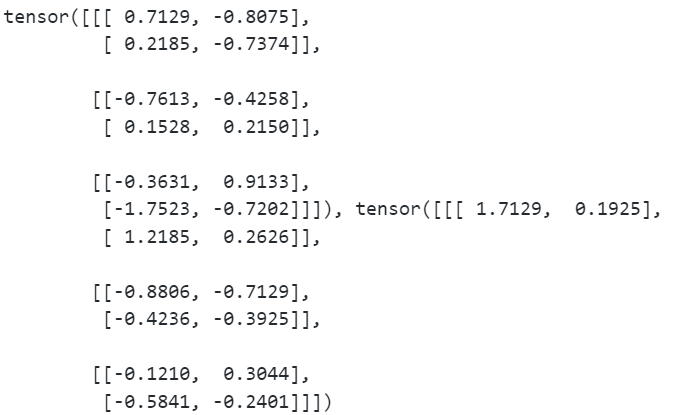 tensor([[[ 0.7129, -0.8075],
[ 0.2185, -0.7374]],
[[-0.7613, -0.4258],
[ 0.1528, 0.2150]],
[[-0.3631, 0.9133],
[-1.7523, -0.7202]]]), tensor([[[ 1.7129, 0.1925],
[ 1.2185, 0.2626]],
[[-0.8806, -0.7129],
[-0.4236, -0.3925]],
[[-0.1210, 0.3044],
[-0.5841, -0.2401]]])